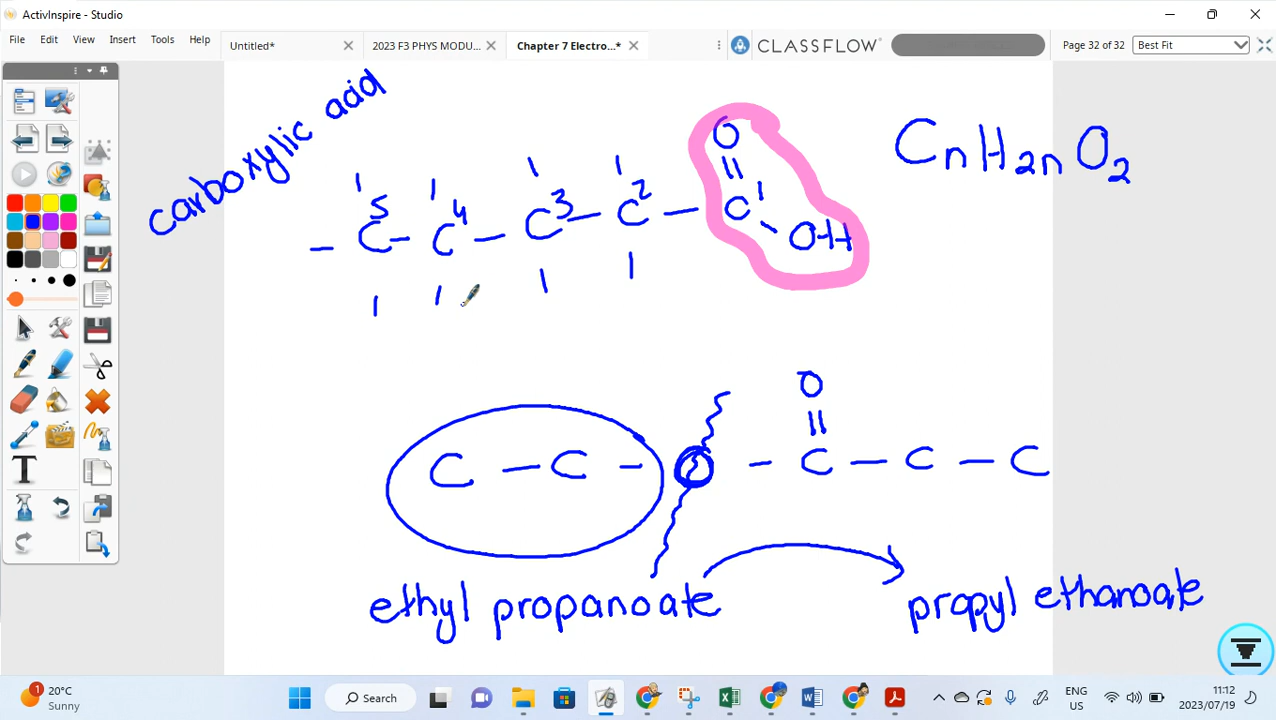 ActivInspire - Studio
File Edit View Insert Tools Help
Untitled*
2023 F3 PHYS MODU...
Chapter 7 Electro...*
CLASSFLOW
Page 32 of 32
Best Fit
carboxylic acid
O
||
- C5 - C4 - C3 - C2 - C1
OH
CnH2nO2
O
||
C - C - O - C - C - C
ethyl propanoate
propyl ethanoate
1
20°C
Sunny
Search
ENG
US
11:12
2023/07/19